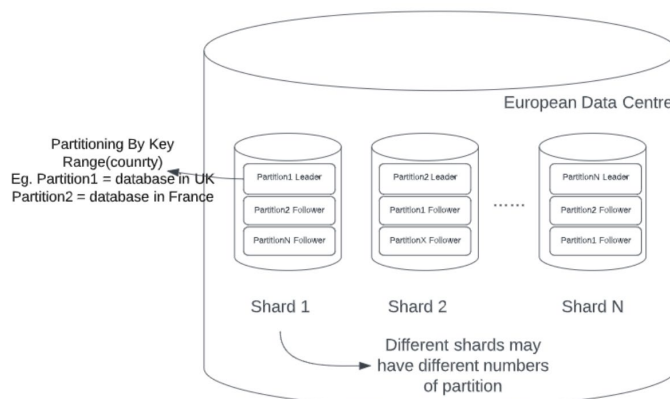 European Data Centre
Partitioning By Key
Range(counrty)
Eg. Partition1 = database in UK
Partition2 = database in France
Partition1 Leader
Partition2 Follower
PartitionN Follower
Partition2 Leader
Partition1 Follower
PartitionX Follower
......
PartitionN Leader
Partition2 Follower
Partition1 Follower
Shard 1
Shard 2
Shard N
Different shards may
have different numbers
of partition